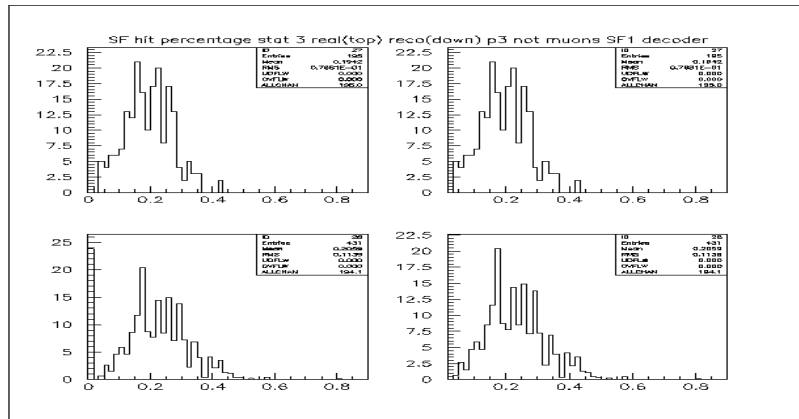 SF hit percentage stat 3 real(top) reco(down) p3 not muons SF1 decoder
ID 27
Entries 195
Mean 0.1942
RMS 0.7661E-01
UDFLW 0.000
OVFLW 0.000
ALLCHAN 195.0
22.5
20
17.5
15
12.5
10
7.5
5
2.5
0
0 0.2 0.4 0.6 0.8
ID 27
Entries 195
Mean 0.1942
RMS
UDFLW 0.000
OVFLW 0.000
ALLCHAN 195.0
22.5
20
17.5
15
12.5
10
7.5
5
2.5
0
0.2 0.4 0.6 0.8
ID 28
Entries 431
Mean 0.2059
RMS 0.1139
UDFLW 0.000
OVFLW 0.000
ALLCHAN 194.1
25
20
15
10
5
0
0 0.2 0.4 0.6 0.8
ID 28
Entries 431
Mean 0.2059
RMS 0.1139
UDFLW 0.000
OVFLW 0.000
ALLCHAN 194.1
22.5
20
17.5
15
12.5
10
7.5
5
2.5
0
0.2 0.4 0.6 0.8